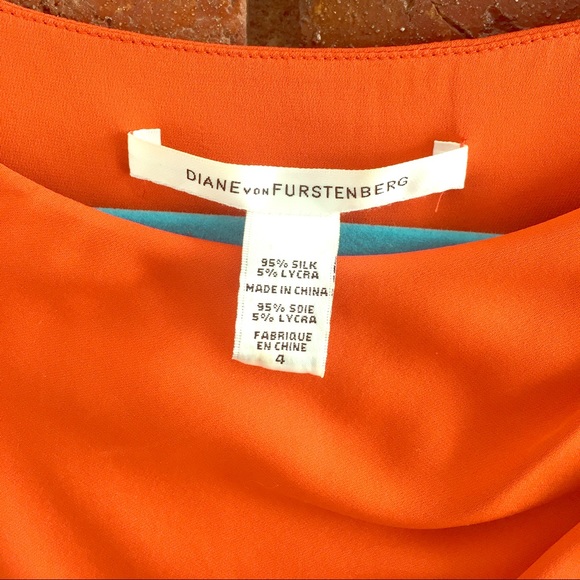 DIANE VON FURSTENBERG
95% SILK
5% LYCRA
MADE IN CHINA
95% SOIE
5% LYCRA
FABRIQUE
EN CHINE
4